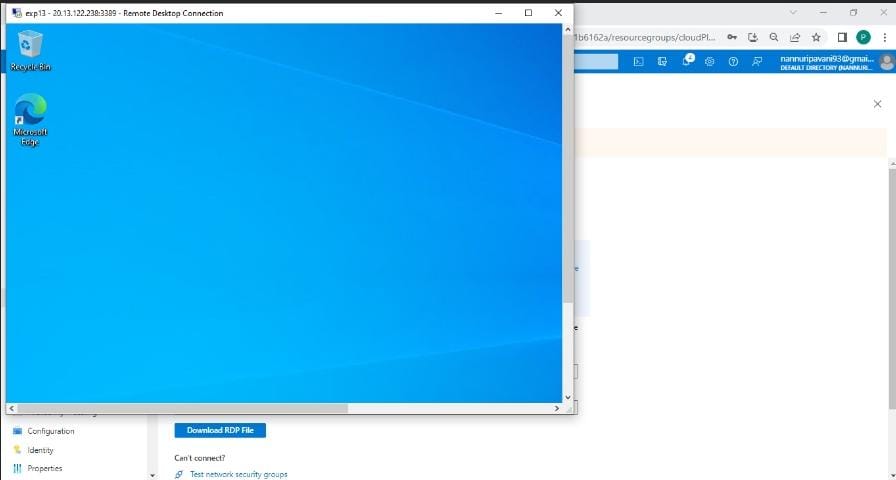 exp13 - 20.13.122.238:3389 - Remote Desktop Connection
1b6162a/resourcegroups/cloudPl...
P
Recycle Bin
4
nannuripavani93@gmai...
DEFAULT DIRECTORY (NANNURI...
Microsoft
Edge
Configuration
Download RDP File
Identity
Can't connect?
Properties
Test network security groups